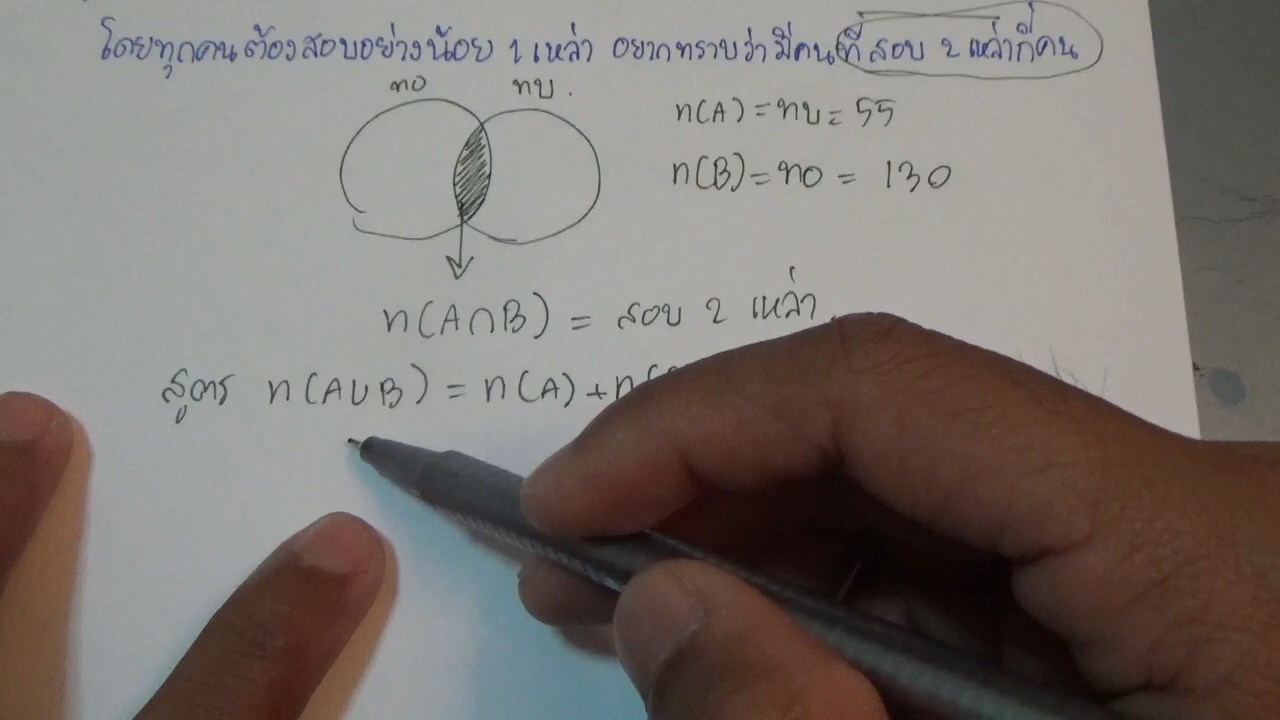 โดยทุกคนต้องสอบอย่างน้อย 1 เหล่า อยากทราบว่ามีคนที่สอบ 2 เหล่ากี่คน
ทอ ทบ.
n(A) = ทบ = 55
n(B) = ทอ = 130
n(A∩B) = สอบ 2 เหล่า
สูตร n(A∪B) = n(A) + n(